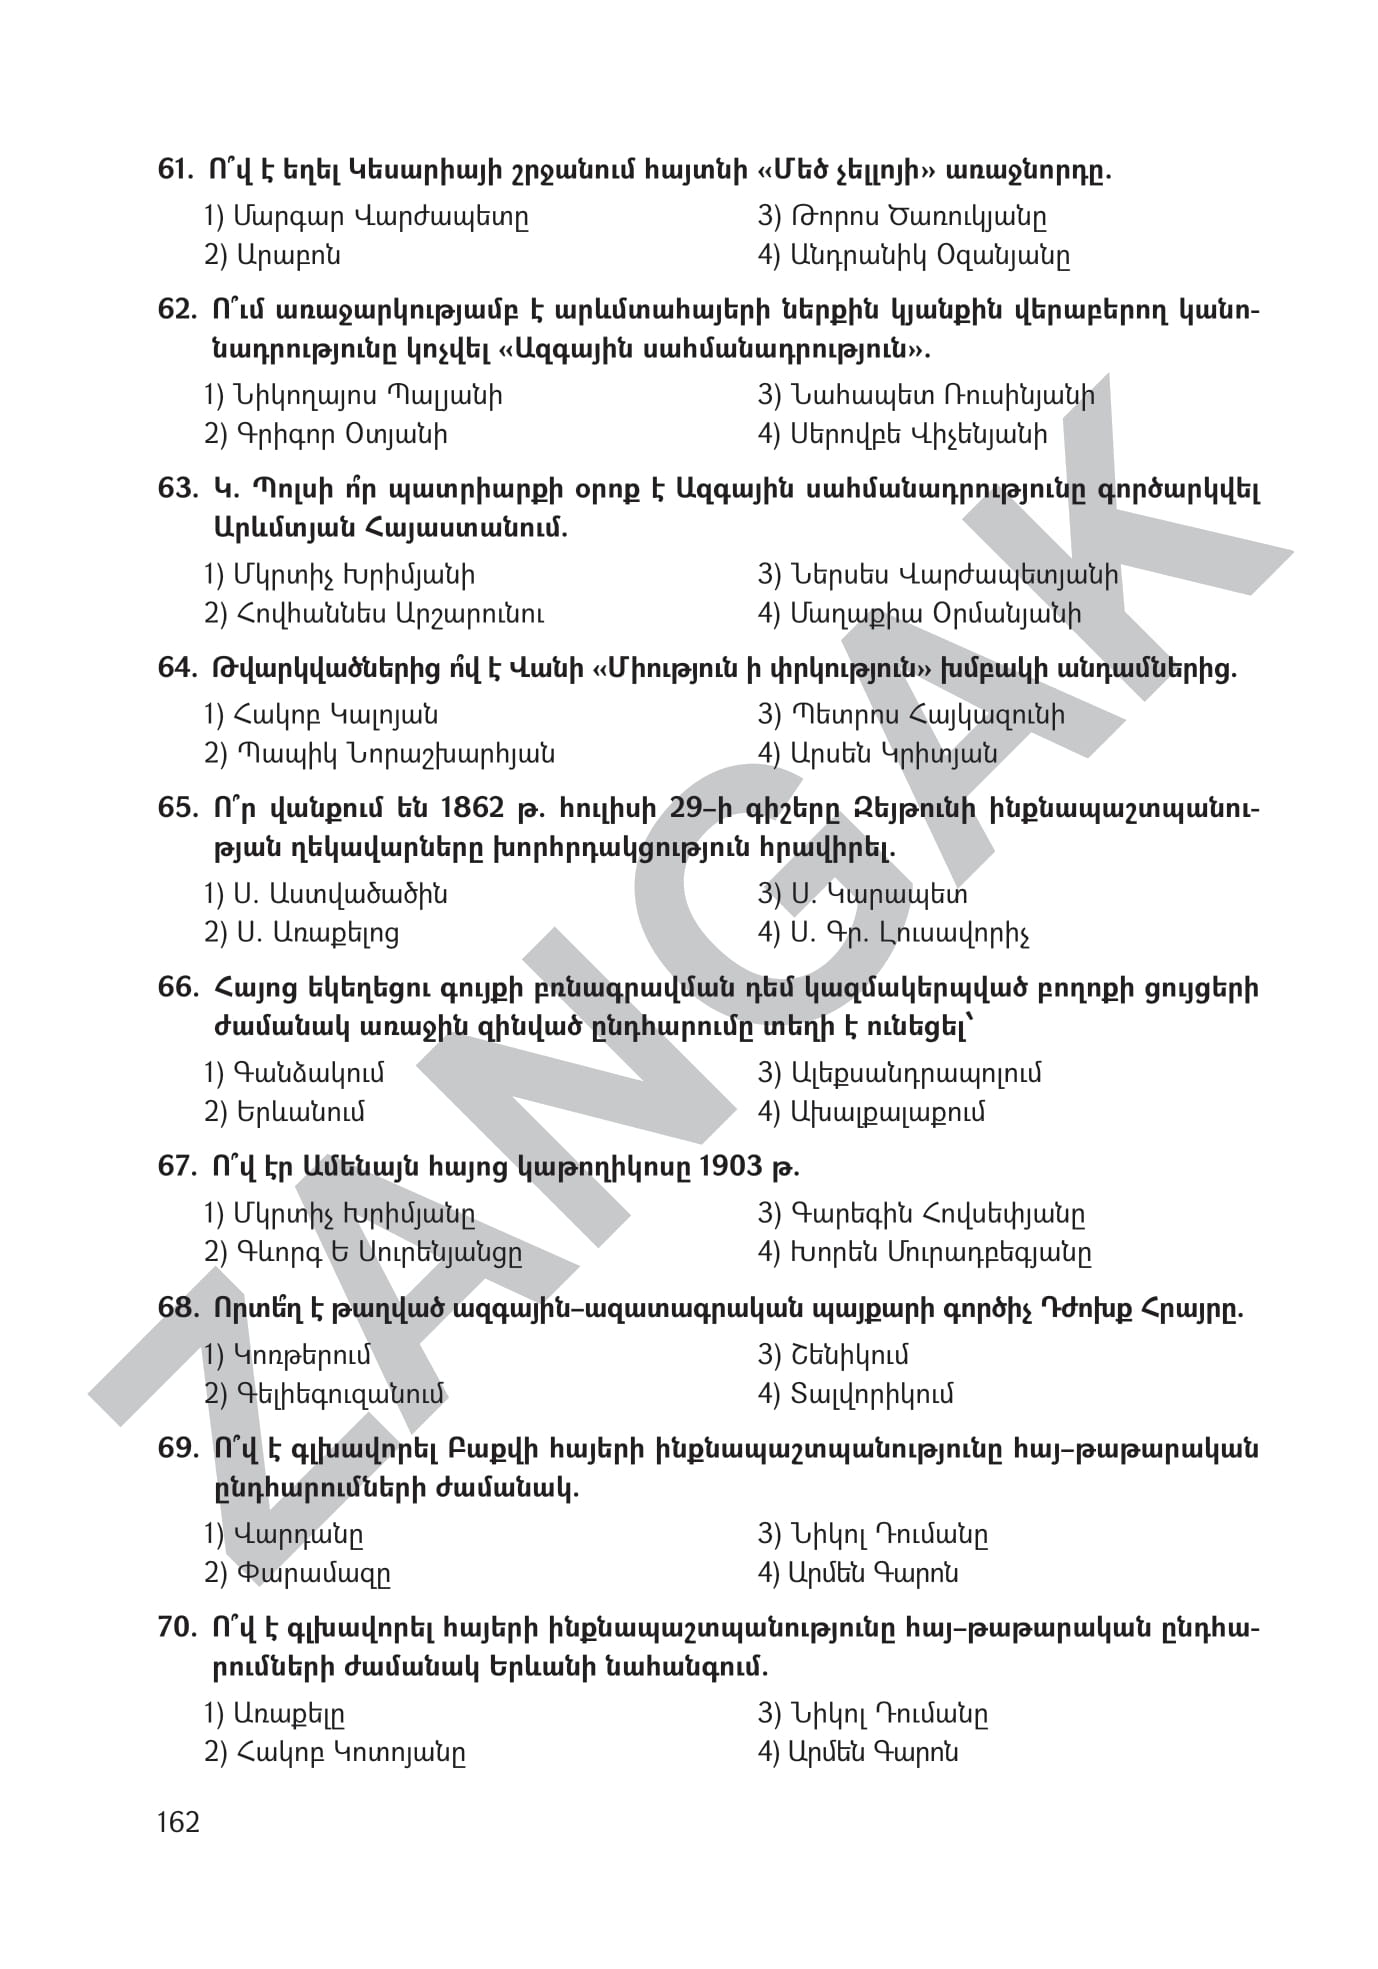 61. Ո՞վ է եղել Կեսարիայի շրջանում հայտնի «Մեծ չելլոյի» առաջնորդը.
1) Մարգար Վարժապետը
3) Թորոս Ծառուկյանը
2) Արաբոն
4) Անդրանիկ Օզանյանը
62. Ո՞ւմ առաջարկությամբ է արևմտահայերի ներքին կյանքին վերաբերող կանո-
նադրությունը կոչվել «Ազգային սահմանադրություն».
1) Նիկողայոս Պալյանի
3) Նահապետ Ռուսինյանի
2) Գրիգոր Օտյանի
4) Սերովբե Վիչենյանի
63. Կ. Պոլսի ո՞ր պատրիարքի օրոք է Ազգային սահմանադրությունը գործարկվել
Արևմտյան Հայաստանում.
1) Մկրտիչ Խրիմյանի
3) Ներսես Վարժապետյանի
2) Հովհաննես Արշարունու
4) Մաղաքիա Օրմանյանի
64. Թվարկվածներից ո՞վ է Վանի «Միություն ի փրկություն» խմբակի անդամներից.
1) Հակոբ Կալոյան
3) Պետրոս Հայկազունի
2) Պապիկ Նորաշխարհյան
4) Արսեն Կրիտյան
65. Ո՞ր վանքում են 1862 թ. հուլիսի 29–ի գիշերը Զեյթունի ինքնապաշտպանու-
թյան ղեկավարները խորհրդակցություն հրավիրել.
1) Ս. Աստվածածին
3) Ս. Կարապետ
2) Ս. Առաքելոց
4) Ս. Գր. Լուսավորիչ
66. Հայոց եկեղեցու գույքի բռնագրավման դեմ կազմակերպված բողոքի ցույցերի
ժամանակ առաջին զինված ընդհարումը տեղի է ունեցել՝
1) Գանձակում
3) Ալեքսանդրապոլում
2) Երևանում
4) Ախալքալաքում
67. Ո՞վ էր Ամենայն հայոց կաթողիկոսը 1903 թ.
1) Մկրտիչ Խրիմյանը
3) Գարեգին Հովսեփյանը
2) Գևորգ Ե Սուրենյանցը
4) Խորեն Մուրադբեգյանը
68. Որտե՞ղ է թաղված ազգային–ազատագրական պայքարի գործիչ Դժոխք Հրայրը.
1) Կոռթերում
3) Շենիկում
2) Գելիեգուզանում
4) Տալվորիկում
69. Ո՞վ է գլխավորել Բաքվի հայերի ինքնապաշտպանությունը հայ–թաթարական
ընդհարումների ժամանակ.
1) Վարդանը
3) Նիկոլ Դումանը
2) Փարամազը
4) Արմեն Գարոն
70. Ո՞վ է գլխավորել հայերի ինքնապաշտպանությունը հայ–թաթարական ընդհա-
րումների ժամանակ Երևանի նահանգում.
1) Առաքելը
3) Նիկոլ Դումանը
2) Հակոբ Կոտոյանը
4) Արմեն Գարոն
162
ZANGAK